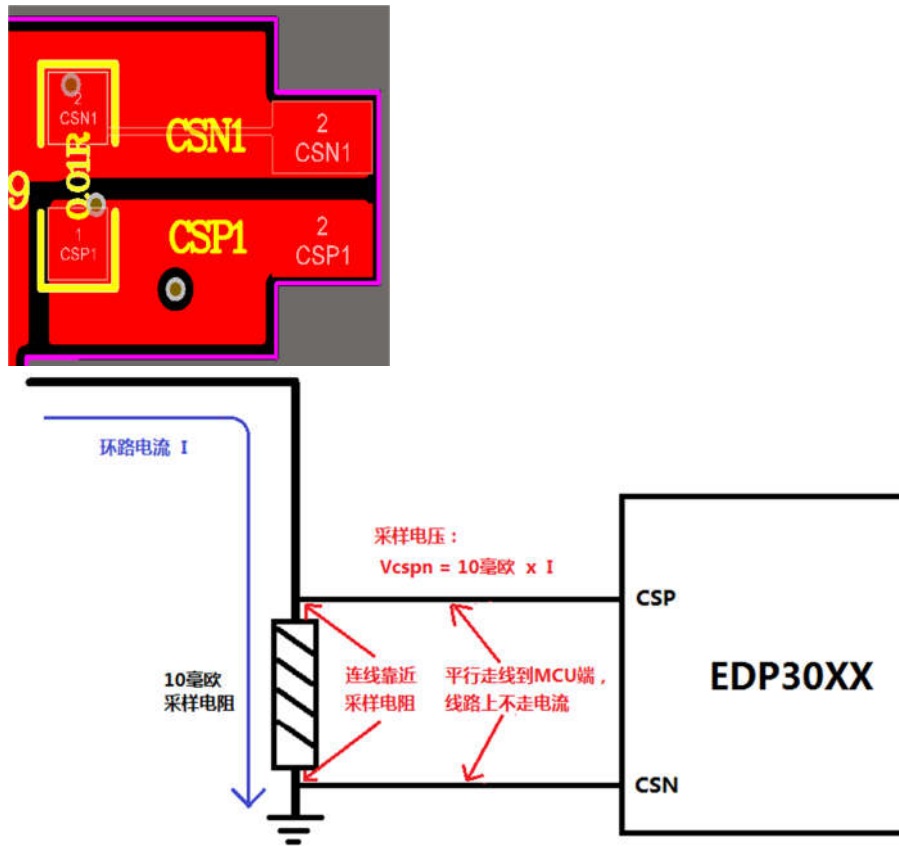 2
CSN1
CSN1
2
CSN1
0.01R
9
1
CSP1
CSP1
2
CSP1
环路电流 I
采样电压：
Vcspn = 10毫欧 x I
CSP
10毫欧
采样电阻
连线靠近
采样电阻
平行走线到MCU端，
线路上不走电流
EDP30XX
CSN